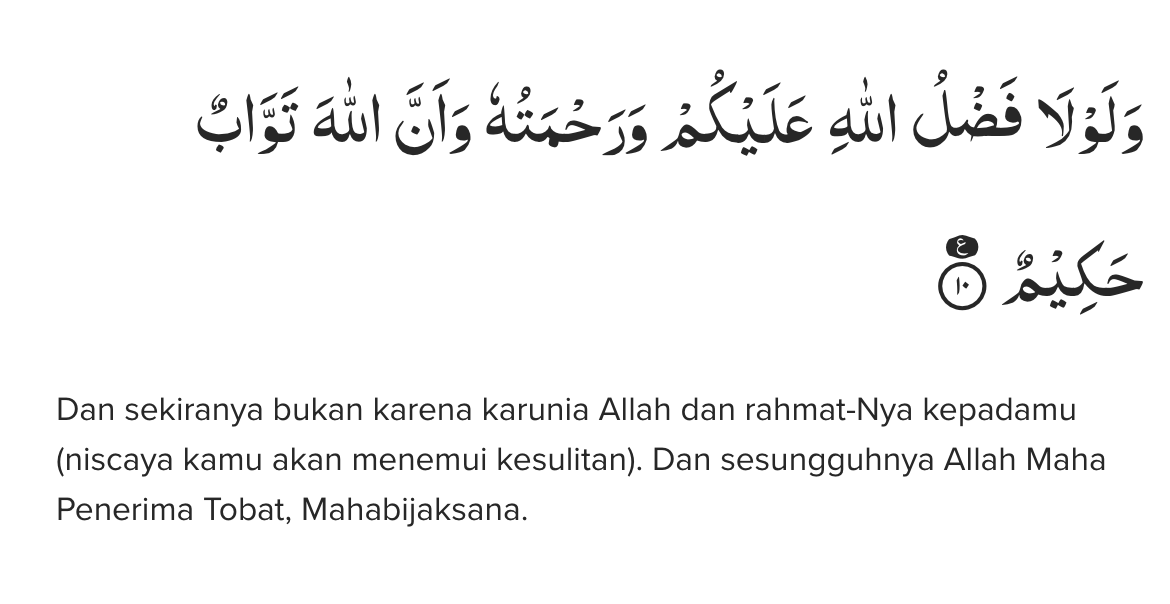 وَلَوْلَا فَضْلُ اللّٰهِ عَلَيْكُمْ وَرَحْمَتُهٗ وَاَنَّ اللّٰهَ تَوَّابٌ
حَكِيْمٌ ࣖ ١٠
Dan sekiranya bukan karena karunia Allah dan rahmat-Nya kepadamu
(niscaya kamu akan menemui kesulitan). Dan sesungguhnya Allah Maha
Penerima Tobat, Mahabijaksana.